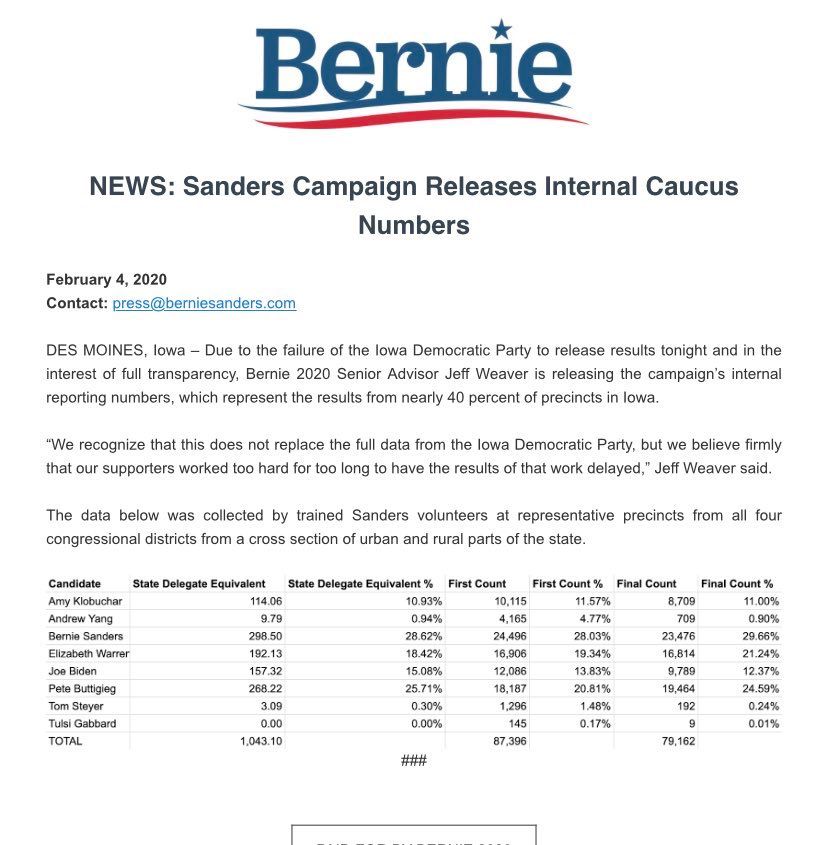 Bernie
NEWS: Sanders Campaign Releases Internal Caucus
Numbers
February 4, 2020
Contact: press@berniesanders.com
DES MOINES, Iowa – Due to the failure of the Iowa Democratic Party to release results tonight and in the
interest of full transparency, Bernie 2020 Senior Advisor Jeff Weaver is releasing the campaign’s internal
reporting numbers, which represent the results from nearly 40 percent of precincts in Iowa.
“We recognize that this does not replace the full data from the Iowa Democratic Party, but we believe firmly
that our supporters worked too hard for too long to have the results of that work delayed,” Jeff Weaver said.
The data below was collected by trained Sanders volunteers at representative precincts from all four
congressional districts from a cross section of urban and rural parts of the state.
Candidate State Delegate Equivalent State Delegate Equivalent % First Count First Count % Final Count Final Count %
Amy Klobuchar 114.06 10.93% 10,115 11.57% 8,709 11.00%
Andrew Yang 9.79 0.94% 4,165 4.77% 709 0.90%
Bernie Sanders 298.50 28.62% 24,496 28.03% 23,476 29.66%
Elizabeth Warren 192.13 18.42% 16,906 19.34% 16,814 21.24%
Joe Biden 157.32 15.08% 12,086 13.83% 9,789 12.37%
Pete Buttigieg 268.22 25.71% 18,187 20.81% 19,464 24.59%
Tom Steyer 3.09 0.30% 1,296 1.48% 192 0.24%
Tulsi Gabbard 0.00 0.00% 145 0.17% 9 0.01%
TOTAL 1,043.10 87,396 79,162
###